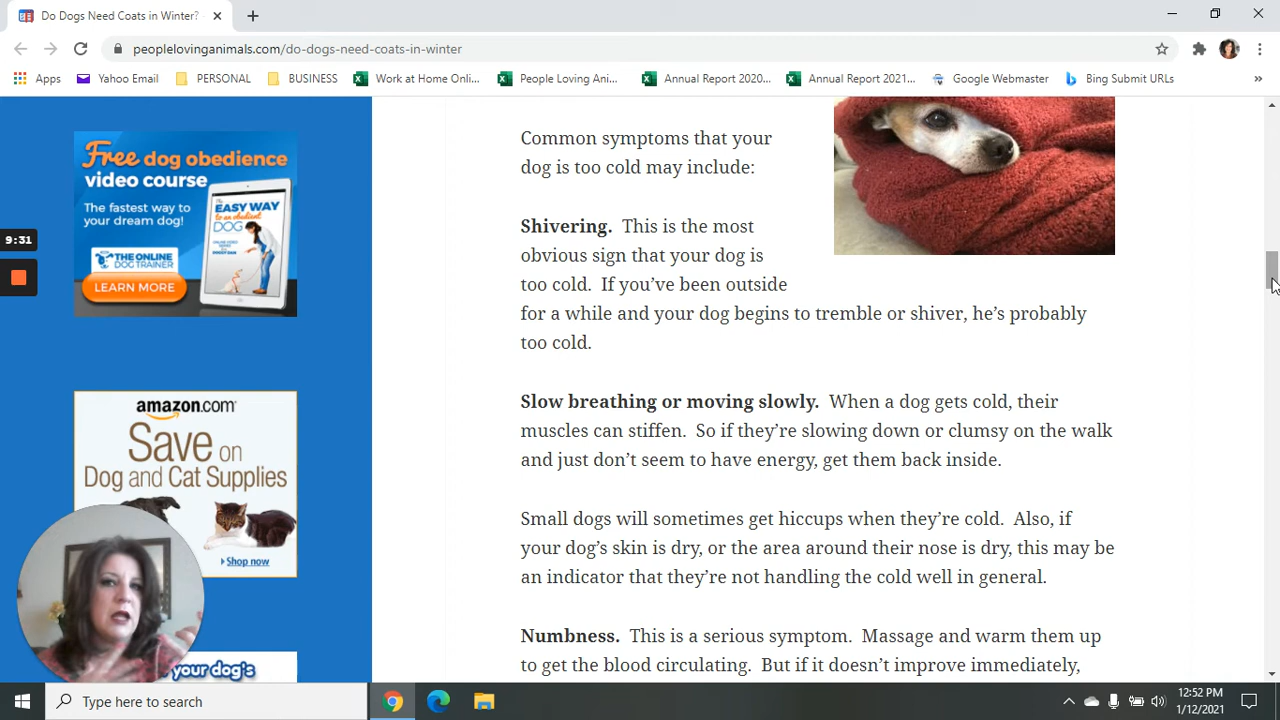 Do Dogs Need Coats in Winter? -
peoplelovinganimals.com/do-dogs-need-coats-in-winter
Apps
Yahoo Email
PERSONAL
BUSINESS
Work at Home Onli...
People Loving Ani...
Annual Report 2020...
Annual Report 2021...
Google Webmaster
Bing Submit URLs
»
Free dog obedience
video course
The fastest way to
your dream dog!
THE ONLINE
DOG TRAINER
LEARN MORE
EASY WAY
to an obedient
DOG
9:31
amazon.com
Save on
Dog and Cat Supplies
Shop now
your dog's
Common symptoms that your
dog is too cold may include:
Shivering. This is the most
obvious sign that your dog is
too cold. If you've been outside
for a while and your dog begins to tremble or shiver, he's probably
too cold.
Slow breathing or moving slowly. When a dog gets cold, their
muscles can stiffen. So if they're slowing down or clumsy on the walk
and just don't seem to have energy, get them back inside.
Small dogs will sometimes get hiccups when they're cold. Also, if
your dog's skin is dry, or the area around their nose is dry, this may be
an indicator that they're not handling the cold well in general.
Numbness. This is a serious symptom. Massage and warm them up
to get the blood circulating. But if it doesn't improve immediately,
Type here to search
12:52 PM
1/12/2021